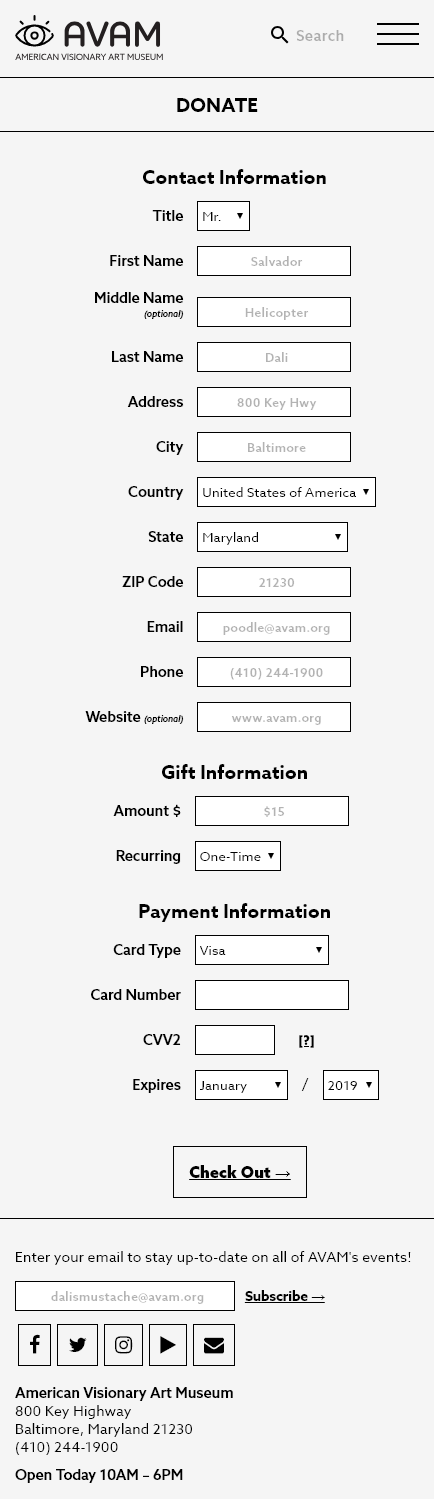 AVAM
AMERICAN VISIONARY ART MUSEUM
Search
DONATE
Contact Information
Title Mr.
First Name Salvador
Middle Name (optional) Helicopter
Last Name Dali
Address 800 Key Hwy
City Baltimore
Country United States of America
State Maryland
ZIP Code 21230
Email poodle@avam.org
Phone (410) 244-1900
Website (optional) www.avam.org
Gift Information
Amount $ $15
Recurring One-Time
Payment Information
Card Type Visa
Card Number
CVV2 [?]
Expires January / 2019
Check Out →
Enter your email to stay up-to-date on all of AVAM's events!
dalismustache@avam.org Subscribe →
American Visionary Art Museum
800 Key Highway
Baltimore, Maryland 21230
(410) 244-1900
Open Today 10AM – 6PM